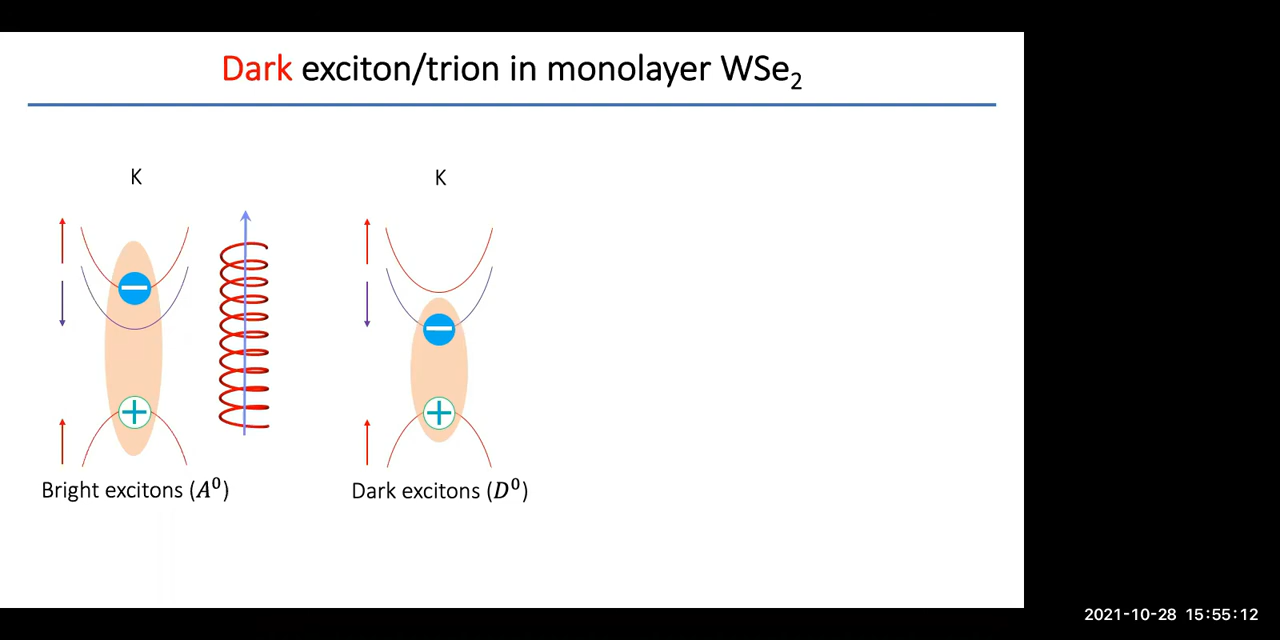 Dark exciton/trion in monolayer WSe₂
K
K
Bright excitons (A⁰)
Dark excitons (D⁰)
2021-10-28 15:55:12